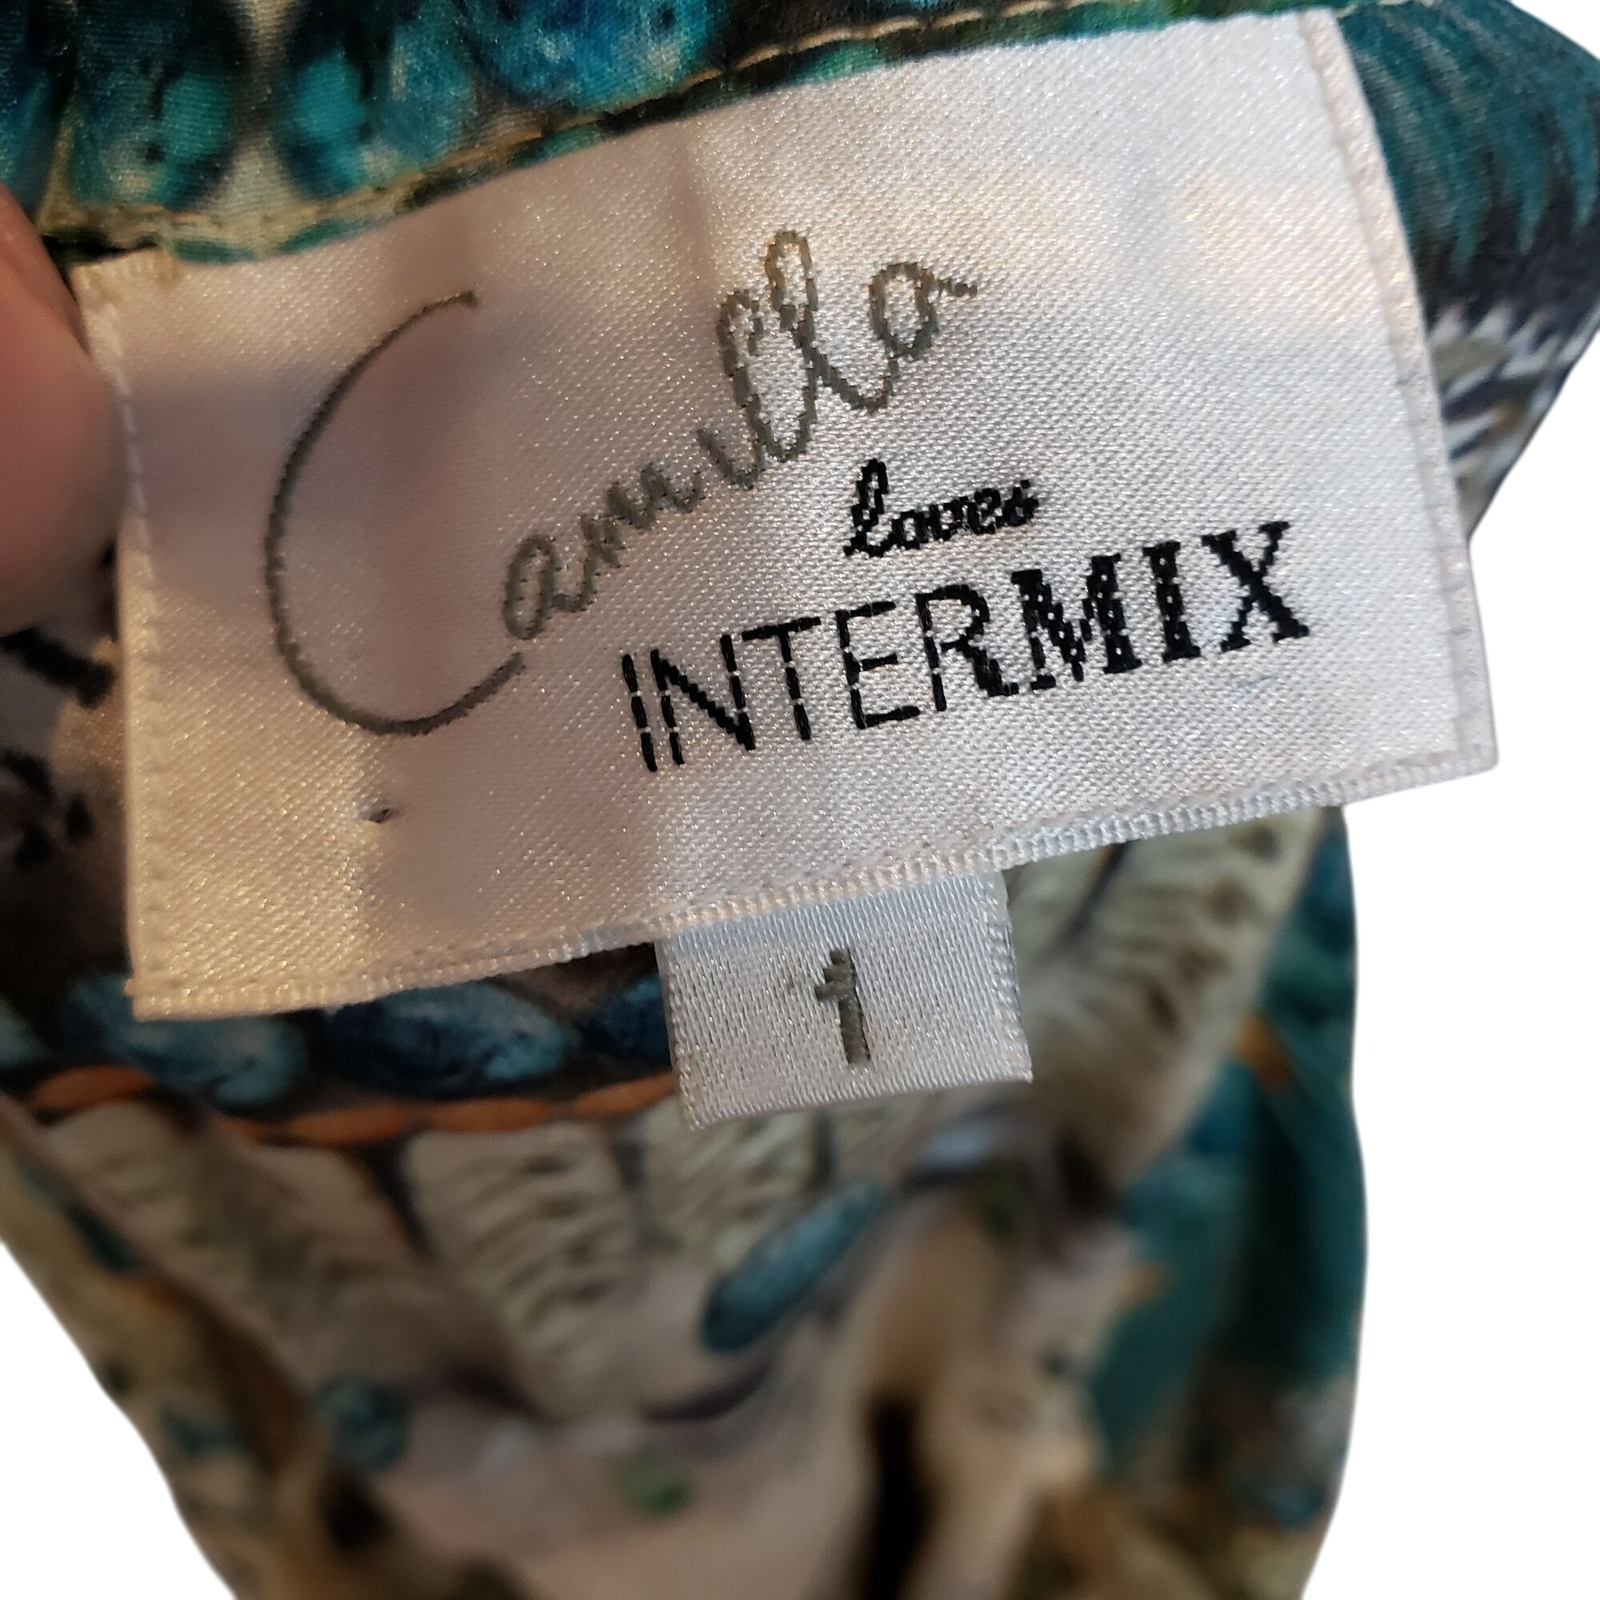 Camilla
loves
INTERMIX
1